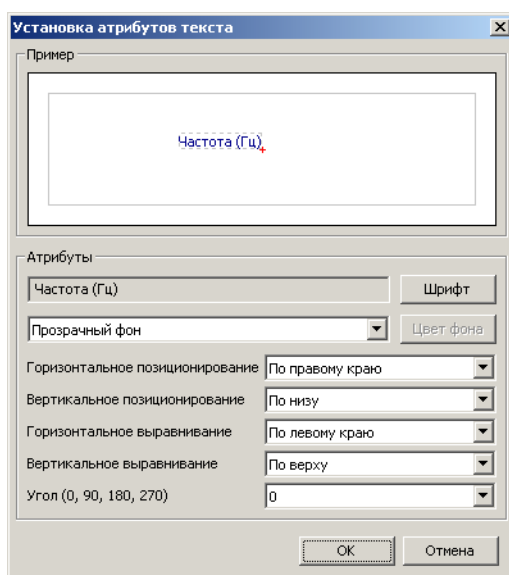 Установка атрибутов текста
Пример
Частота (Гц)
Атрибуты
Частота (Гц) Шрифт
Прозрачный фон Цвет фона
Горизонтальное позиционирование По правому краю
Вертикальное позиционирование По низу
Горизонтальное выравнивание По левому краю
Вертикальное выравнивание По верху
Угол (0, 90, 180, 270) 0
OK Отмена